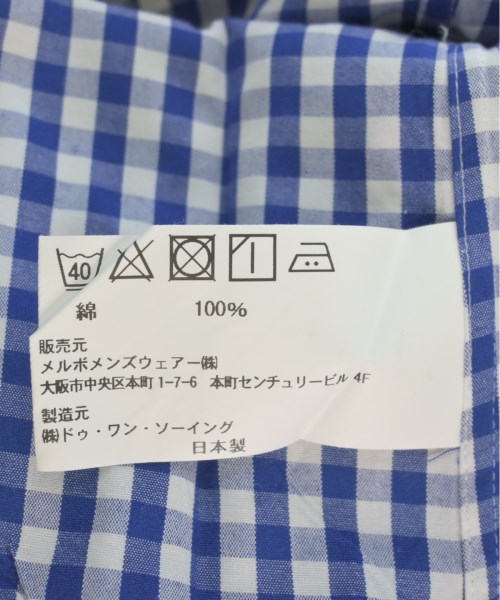 40
綿 100%
販売元
メルボメンズウェアー㈱
大阪市中央区本町1-7-6 本町センチュリービル 4F
製造元
㈱ドゥ・ワン・ソーイング
日本製